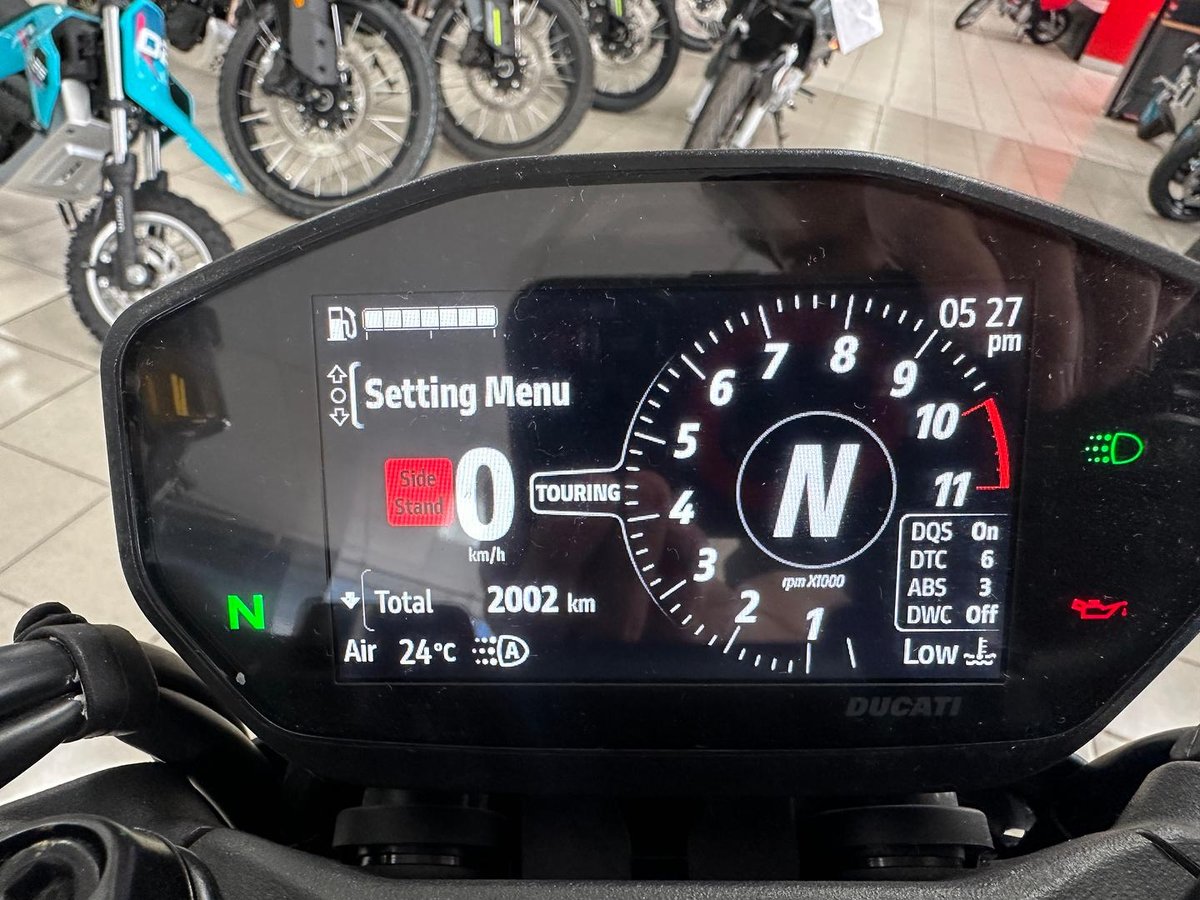 05 27
pm
Setting Menu
Side
Stand
0
km/h
TOURING
N
rpm X1000
1
2
3
4
5
6
7
8
9
10
11
DQS On
DTC 6
ABS 3
DWC Off
N
Total 2002 km
Air 24°C A
Low
DUCATI